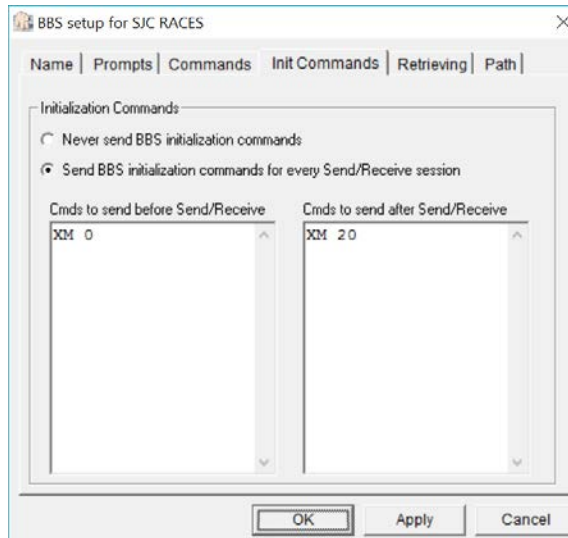 BBS setup for SJC RACES
Name Prompts Commands Init Commands Retrieving Path
Initialization Commands
Never send BBS initialization commands
Send BBS initialization commands for every Send/Receive session
Cmds to send before Send/Receive Cmds to send after Send/Receive
XM 0 XM 20
OK Apply Cancel